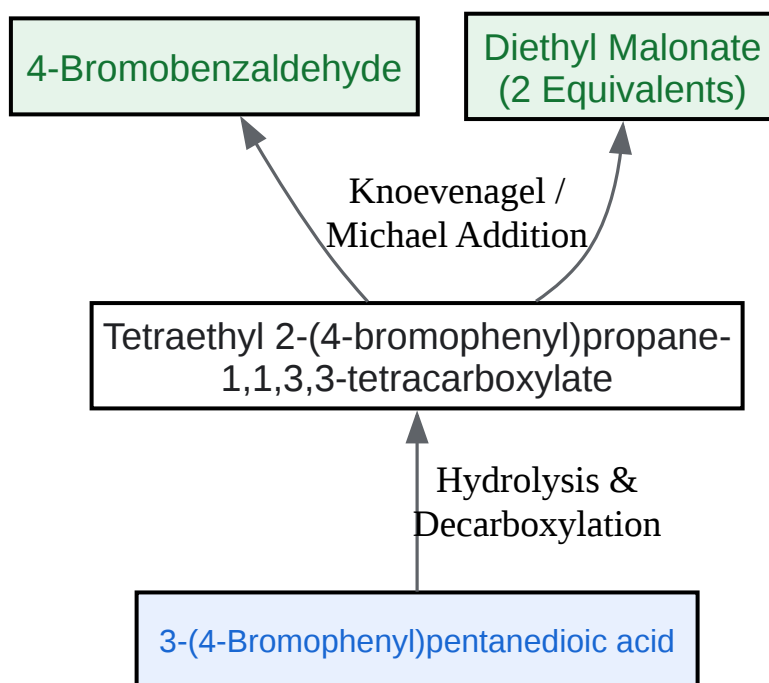 4-Bromobenzaldehyde
Diethyl Malonate
(2 Equivalents)
Knoevenagel /
Michael Addition
Tetraethyl 2-(4-bromophenyl)propane-
1,1,3,3-tetracarboxylate
Hydrolysis &
Decarboxylation
3-(4-Bromophenyl)pentanedioic acid